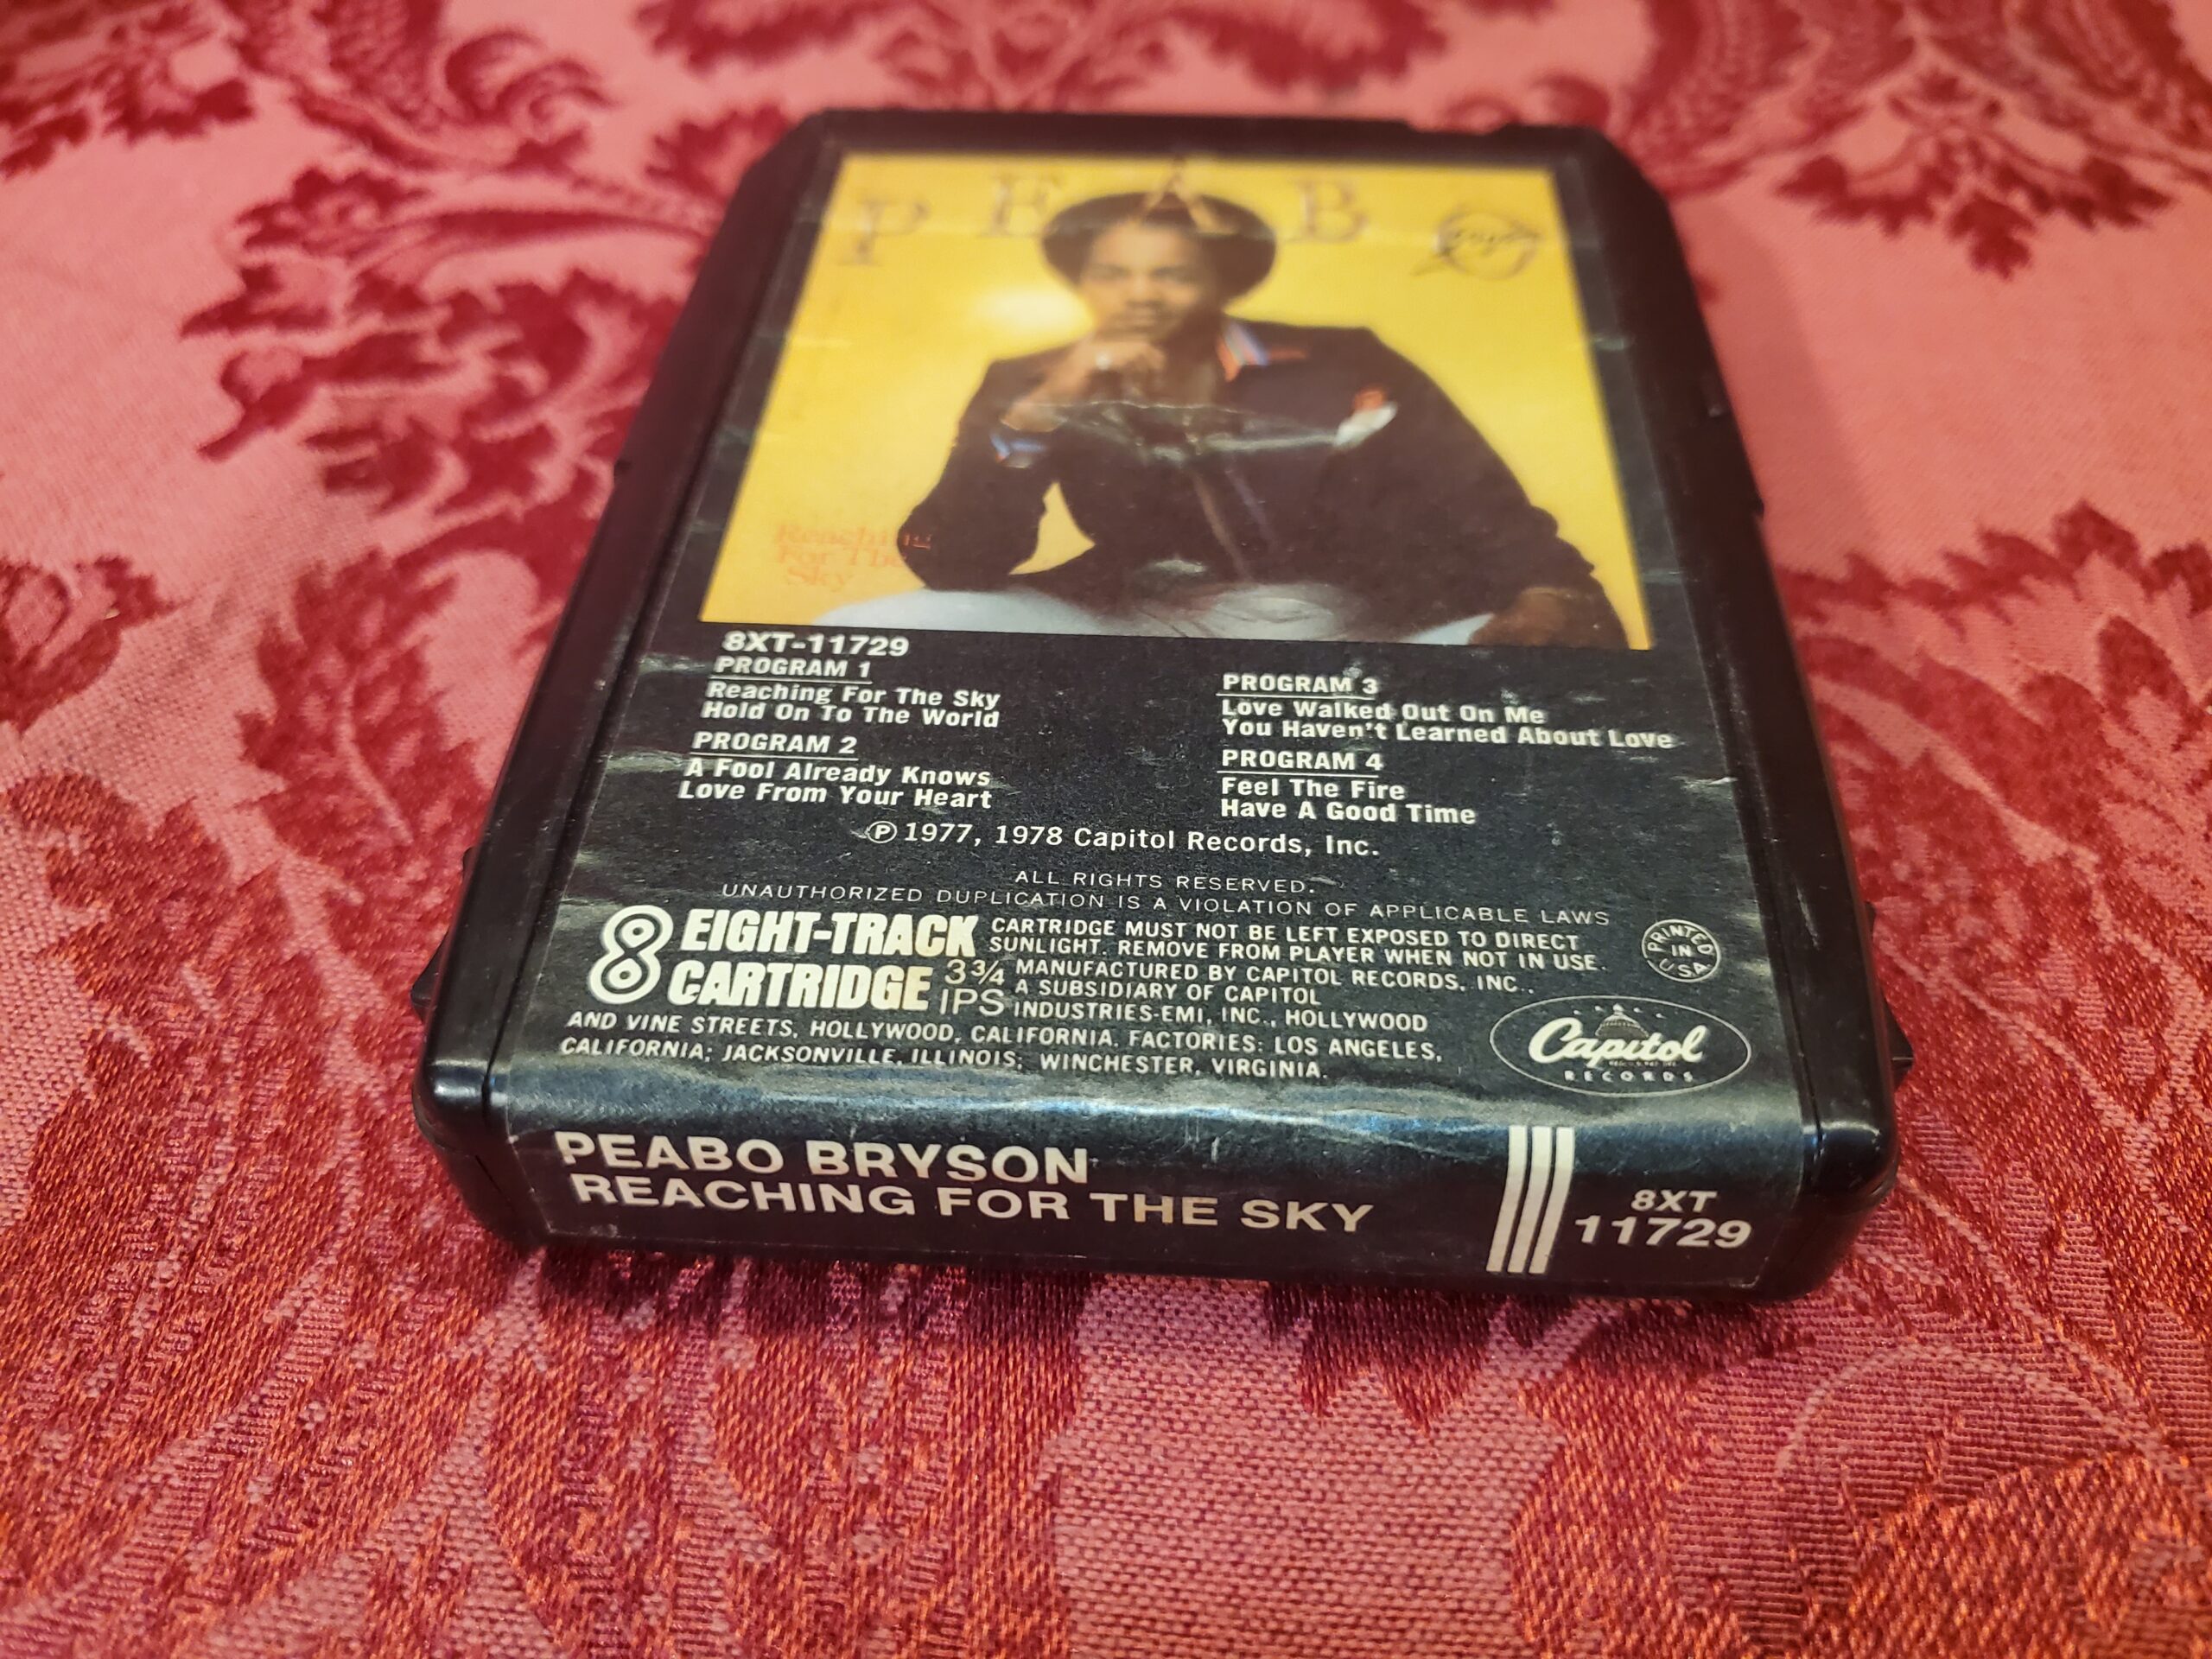 PEABO
Bryson
Reaching
For The
Sky
8XT-11729
PROGRAM 1
Reaching For The Sky
Hold On To The World
PROGRAM 2
A Fool Already Knows
Love From Your Heart
PROGRAM 3
Love Walked Out On Me
You Haven't Learned About Love
PROGRAM 4
Feel The Fire
Have A Good Time
℗ 1977, 1978 Capitol Records, Inc.
ALL RIGHTS RESERVED.
UNAUTHORIZED DUPLICATION IS A VIOLATION OF APPLICABLE LAWS
8 EIGHT-TRACK
CARTRIDGE 3¾ IPS
CARTRIDGE MUST NOT BE LEFT EXPOSED TO DIRECT
SUNLIGHT. REMOVE FROM PLAYER WHEN NOT IN USE.
MANUFACTURED BY CAPITOL RECORDS, INC.,
A SUBSIDIARY OF CAPITOL
INDUSTRIES-EMI, INC., HOLLYWOOD
AND VINE STREETS, HOLLYWOOD, CALIFORNIA. FACTORIES: LOS ANGELES,
CALIFORNIA; JACKSONVILLE, ILLINOIS; WINCHESTER, VIRGINIA.
PRINTED
IN
USA
Capitol
RECORDS
PEABO BRYSON
REACHING FOR THE SKY
8XT
11729